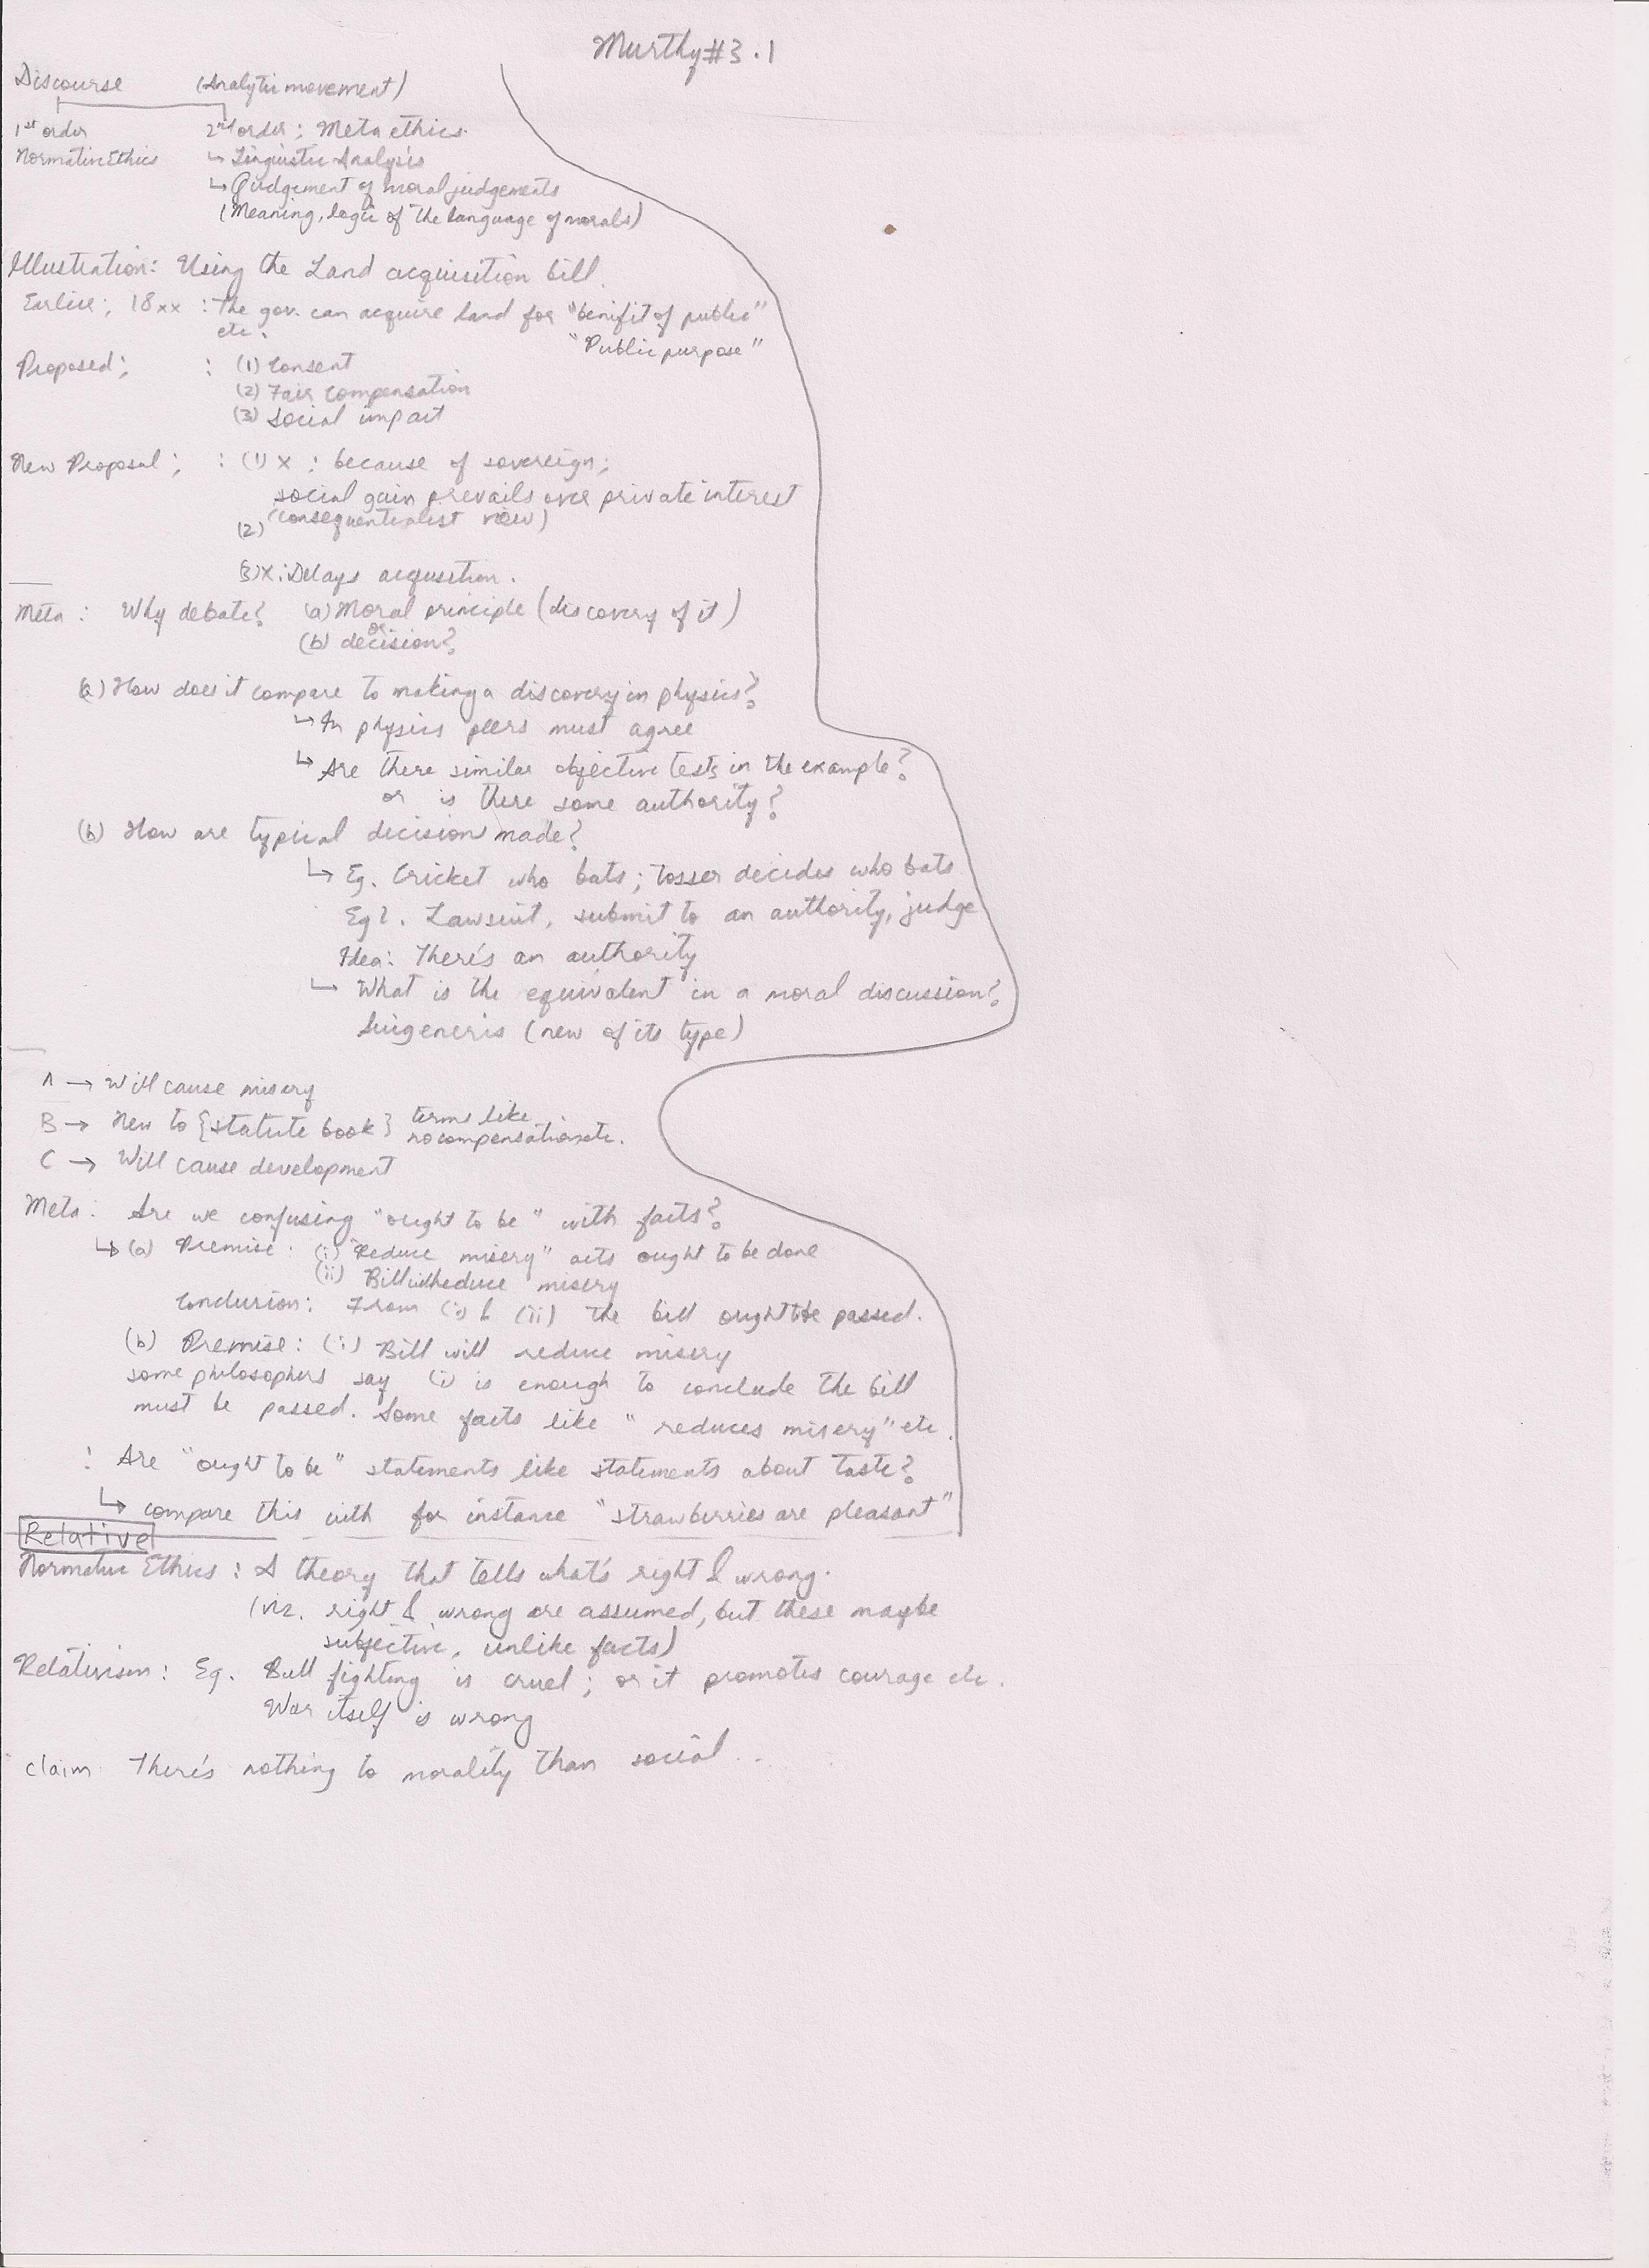 Murthy#3.1
Discourse (Analytic movement)
1st order 2nd order; Meta ethics.
Normative Ethics ↳ Linguistic Analysis
↳ Judgement of moral judgements
(Meaning, logic of the language of morals)
Illustration: Using the Land acquisition bill.
Earlier; 18xx : The gov. can acquire land for "benifit of public"
etc. "Public purpose"
Proposed; : (1) Consent
(2) Fair compensation
(3) Social impact
New Proposal; : (1) x ; because of sovereign;
social gain prevails over private interest
(2) (consequentialist view)
(3) x: Delays acqusition.
Meta: Why debate? (a) Moral principle (discovery of it)
or
(b) decision?
(a) How does it compare to making a discovery in physics?
↳ In physics peers must agree
↳ Are there similar objective tests in the example?
or is there some authority?
(b) How are typical decision made?
↳ Eg. Cricket who bats; tosser decides who bats
Eg2. Lawsuit, submit to an authority, judge
Idea: There's an authority
↳ What is the equivalent in a moral discussion?
Suigeneris (new of its type)
A → Will cause misery
B → New to {statute book} terms like
no compensation etc.
C → Will cause development
Meta: Are we confusing "ought to be" with facts?
↳ (a) Premise: (i) "Reduce misery" acts ought to be done
(ii) Bill will reduce misery
Conclusion: From (i) & (ii) the bill ought to be passed.
(b) Premise: (i) Bill will reduce misery
some philosophers say (i) is enough to conclude the bill
must be passed. Some facts like "reduces misery" etc.
: Are "ought to be" statements like statements about taste?
↳ compare this with for instance "strawberries are pleasant"
Relative
Normative Ethics: A theory that tells what's right & wrong.
(viz. right & wrong are assumed, but these maybe
subjective, unlike facts)
Relativism: Eg. Bull fighting is cruel; or it promotes courage etc.
War itself is wrong
claim: There's nothing to morality than social..